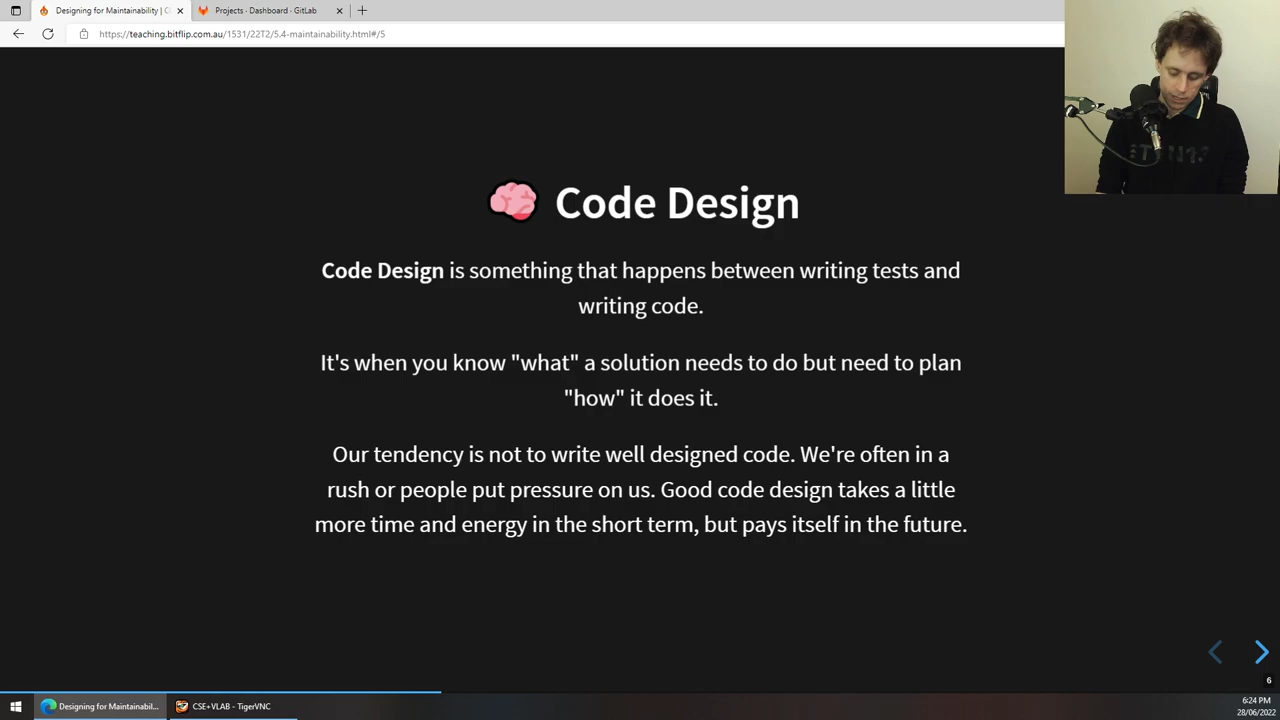 Designing for Maintainability | C
Projects · Dashboard · GitLab
https://teaching.bitflip.com.au/1531/22T2/5.4-maintainability.html#/5
Code Design
Code Design is something that happens between writing tests and
writing code.
It's when you know "what" a solution needs to do but need to plan
"how" it does it.
Our tendency is not to write well designed code. We're often in a
rush or people put pressure on us. Good code design takes a little
more time and energy in the short term, but pays itself in the future.
6
Designing for Maintainabil...
CSE+VLAB - TigerVNC
6:24 PM
28/06/2022